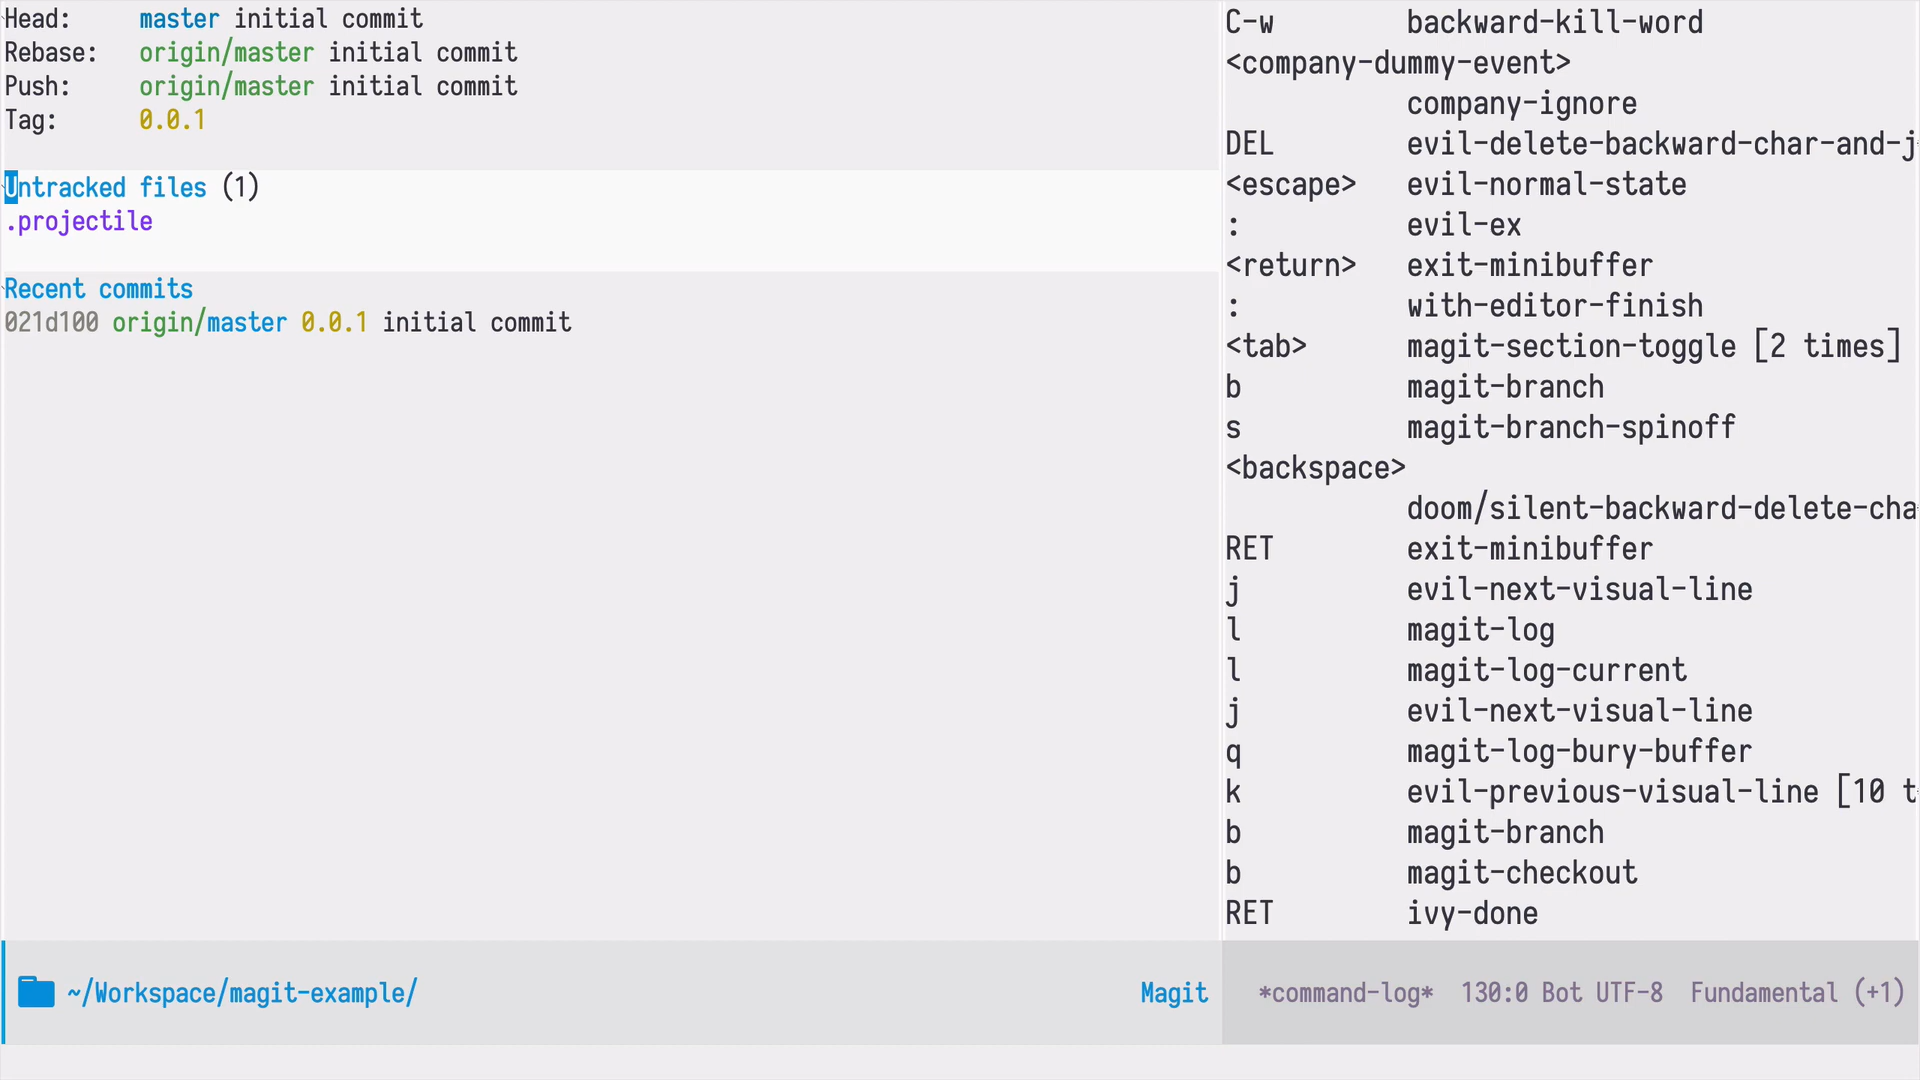 Head:     master initial commit
Rebase:   origin/master initial commit
Push:     origin/master initial commit
Tag:      0.0.1
Untracked files (1)
.projectile
Recent commits
021d100 origin/master 0.0.1 initial commit
~/Workspace/magit-example/ Magit
C-w        backward-kill-word
<company-dummy-event>
company-ignore
DEL        evil-delete-backward-char-and-j
<escape>   evil-normal-state
:          evil-ex
<return>   exit-minibuffer
:          with-editor-finish
<tab>      magit-section-toggle [2 times]
b          magit-branch
s          magit-branch-spinoff
<backspace>
doom/silent-backward-delete-cha
RET        exit-minibuffer
j          evil-next-visual-line
l          magit-log
l          magit-log-current
j          evil-next-visual-line
q          magit-log-bury-buffer
k          evil-previous-visual-line [10 t
b          magit-branch
b          magit-checkout
RET        ivy-done
*command-log*  130:0 Bot UTF-8  Fundamental (+1)